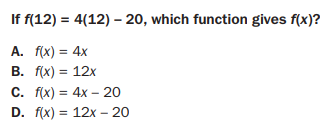 If f(12) = 4(12) – 20, which function gives f(x)?
A. f(x) = 4x
B. f(x) = 12x
C. f(x) = 4x – 20
D. f(x) = 12x – 20